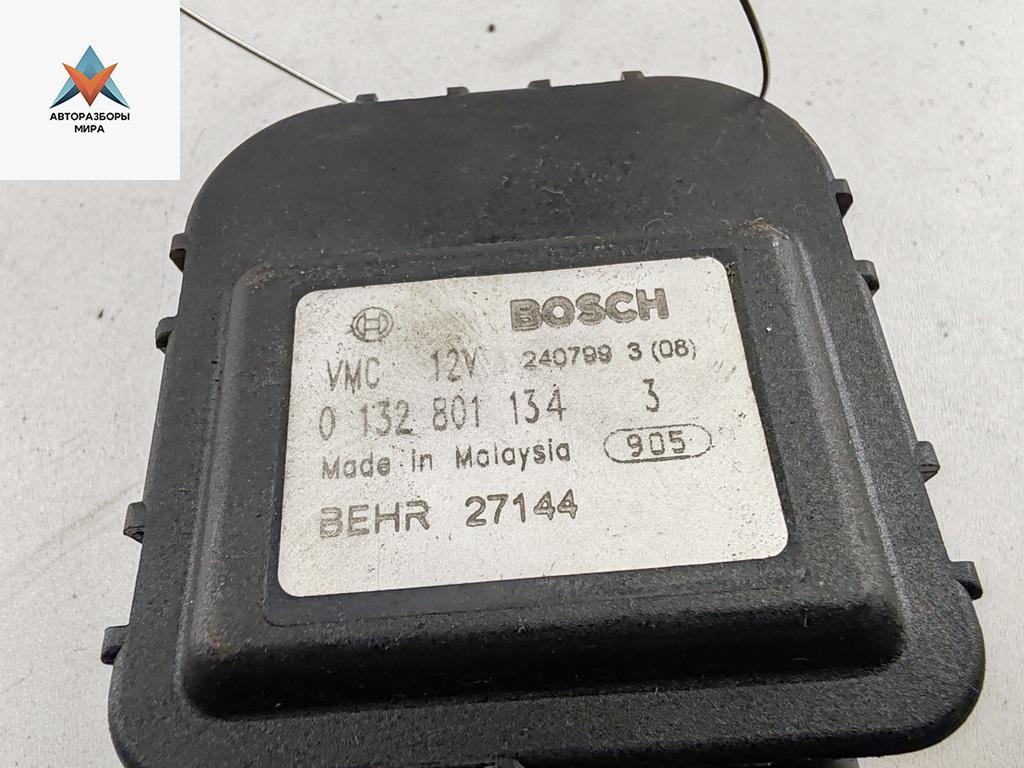 АВТОРАЗБОРЫ
МИРА
BOSCH
VMC 12V 240799 3 (08)
0 132 801 134 3
Made in Malaysia 905
BEHR 27144